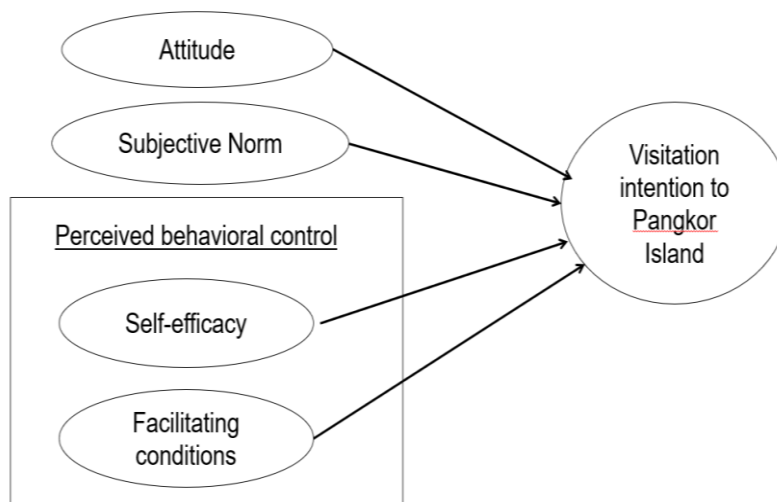 Attitude
Subjective Norm
Perceived behavioral control
Self-efficacy
Facilitating
conditions
Visitation
intention to
Pangkor
Island